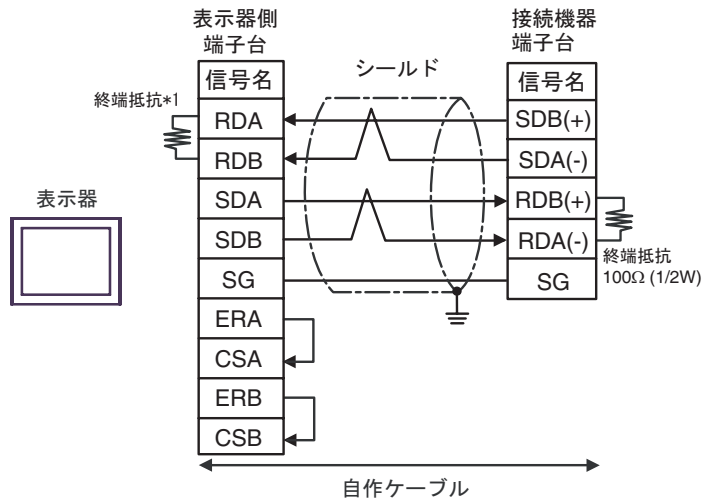 表示器側
端子台
接続機器
端子台
シールド
信号名
信号名
終端抵抗*1
RDA
SDB(+)
RDB
SDA(-)
表示器
SDA
RDB(+)
SDB
RDA(-)
終端抵抗
100Ω (1/2W)
SG
SG
ERA
CSA
ERB
CSB
自作ケーブル